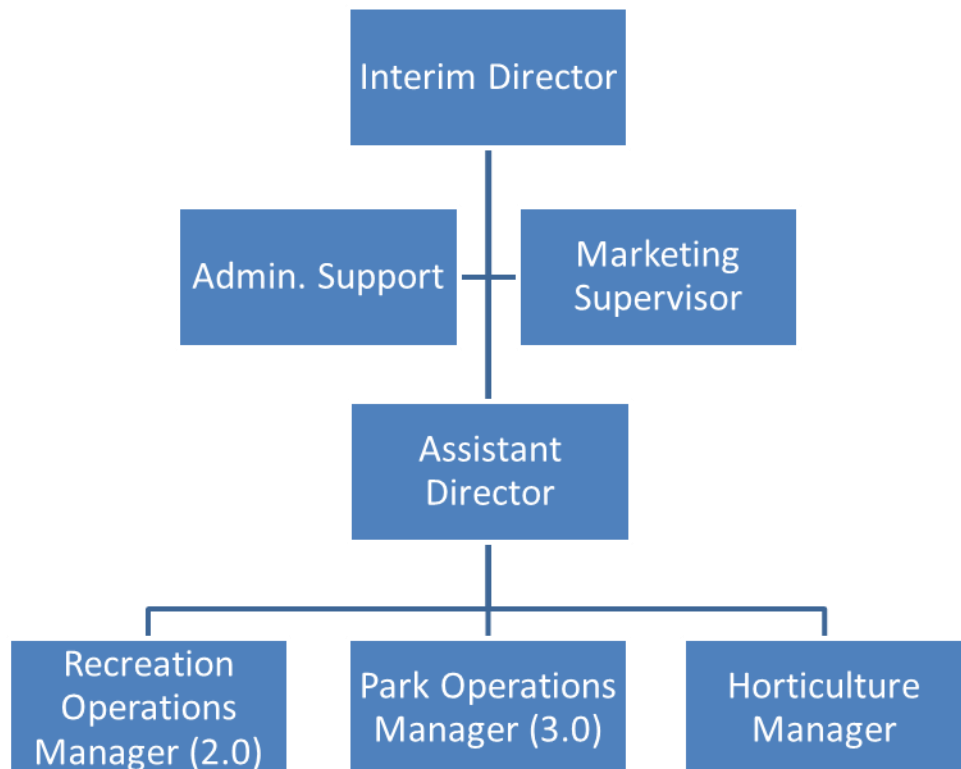 Interim Director
Admin. Support
Marketing
Supervisor
Assistant
Director
Recreation
Operations
Manager (2.0)
Park Operations
Manager (3.0)
Horticulture
Manager